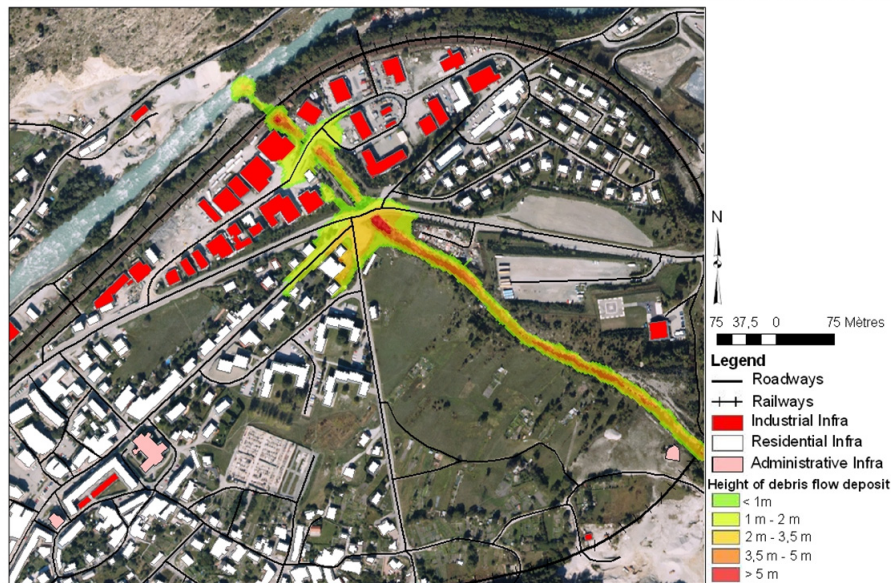 N
75 37,5 0 75 Mètres
Legend
Roadways
Railways
Industrial Infra
Residential Infra
Administrative Infra
Height of debris flow deposit
< 1m
1 m - 2 m
2 m - 3,5 m
3,5 m - 5 m
> 5 m